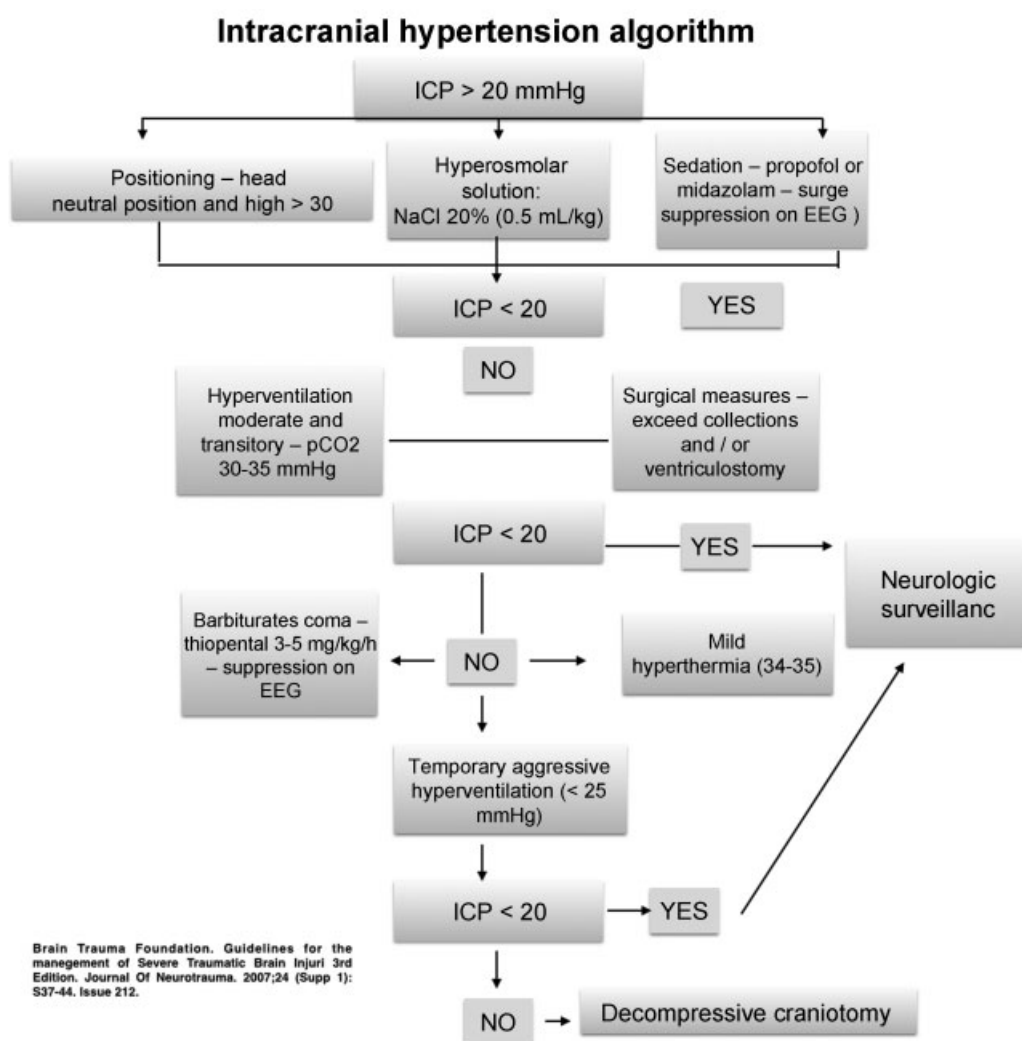 Intracranial hypertension algorithm
ICP > 20 mmHg
Positioning – head
neutral position and high > 30
Hyperosmolar
solution:
NaCl 20% (0.5 mL/kg)
Sedation – propofol or
midazolam – surge
suppression on EEG )
ICP < 20
YES
NO
Hyperventilation
moderate and
transitory – pCO2
30-35 mmHg
Surgical measures –
exceed collections
and / or
ventriculostomy
ICP < 20
YES
Neurologic
surveillanc
Barbiturates coma –
thiopental 3-5 mg/kg/h
– suppression on
EEG
NO
Mild
hyperthermia (34-35)
Temporary aggressive
hyperventilation (< 25
mmHg)
ICP < 20
YES
Brain Trauma Foundation. Guidelines for the
manegement of Severe Traumatic Brain Injuri 3rd
Edition. Journal Of Neurotrauma. 2007;24 (Supp 1):
S37-44. Issue 212.
NO
Decompressive craniotomy